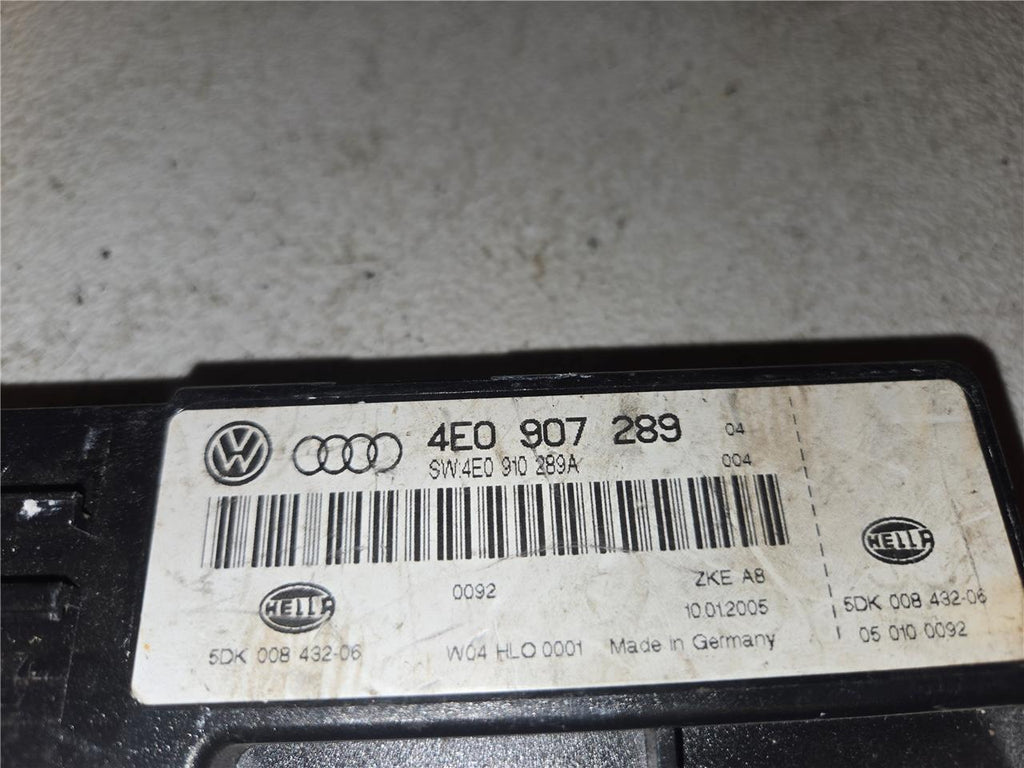 4E0 907 289 04
SW:4E0 910 289A 004
0092 ZKE A8
10.01.2005
HELLA
HELLA
5DK 008 432-06 W04 HLO 0001 Made in Germany
5DK 008 432-06
05 010 0092